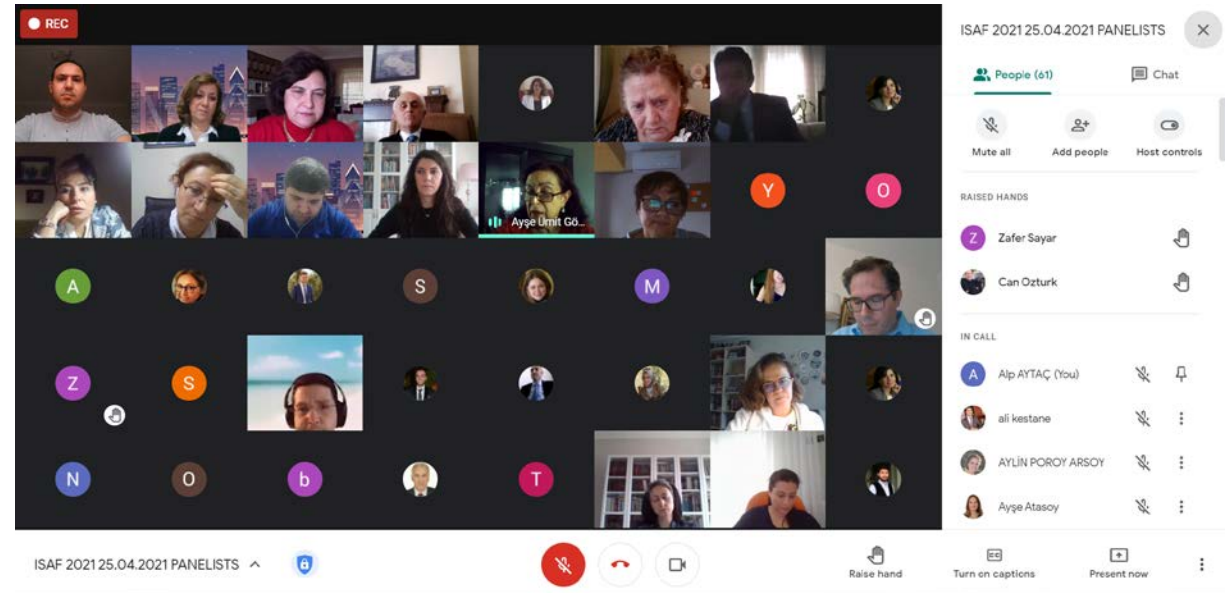 REC
ISAF 2021 25.04.2021 PANELISTS
People (61)
Chat
Mute all
Add people
Host controls
RAISED HANDS
Z
Zafer Sayar
Can Ozturk
IN CALL
A
Alp AYTAÇ (You)
ali kestane
AYLİN POROY ARSOY
Ayşe Atasoy
Ayşe Ümit Gö...
Y
O
A
S
M
Z
S
N
O
b
T
ISAF 2021 25.04.2021 PANELISTS
Raise hand
CC
Turn on captions
Present now